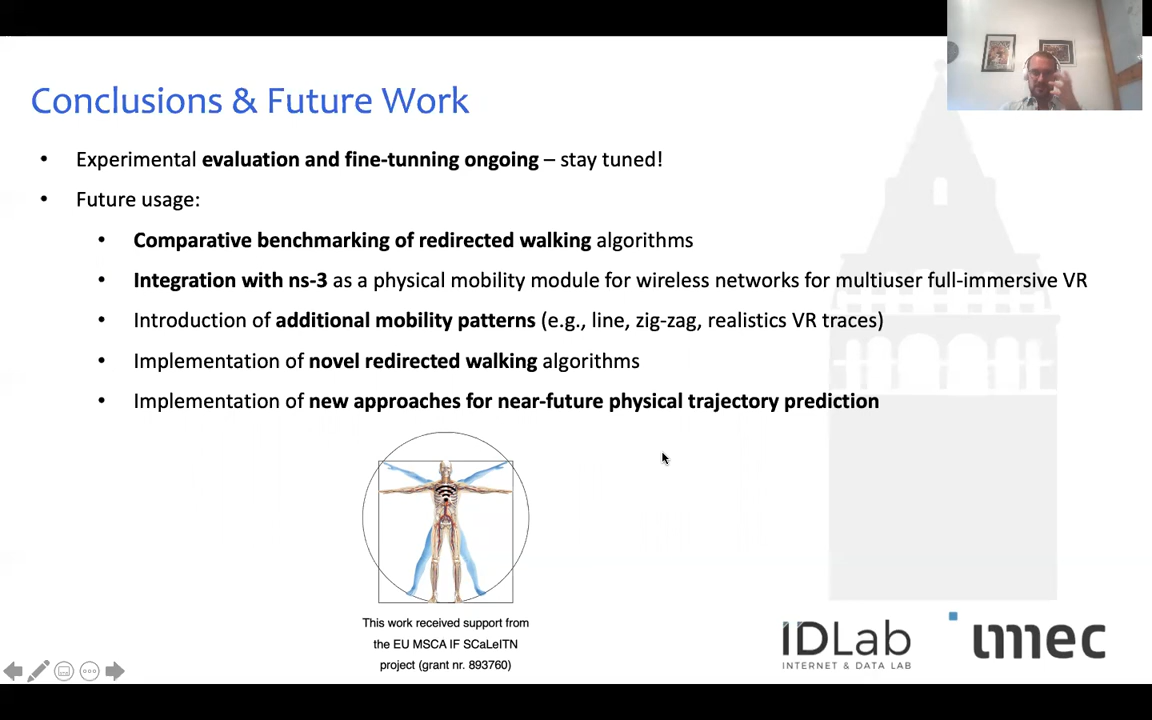 Conclusions & Future Work
• Experimental evaluation and fine-tunning ongoing – stay tuned!
• Future usage:
• Comparative benchmarking of redirected walking algorithms
• Integration with ns-3 as a physical mobility module for wireless networks for multiuser full-immersive VR
• Introduction of additional mobility patterns (e.g., line, zig-zag, realistics VR traces)
• Implementation of novel redirected walking algorithms
• Implementation of new approaches for near-future physical trajectory prediction
This work received support from
the EU MSCA IF SCaLeITN
project (grant nr. 893760)
IDLab
INTERNET & DATA LAB
imec